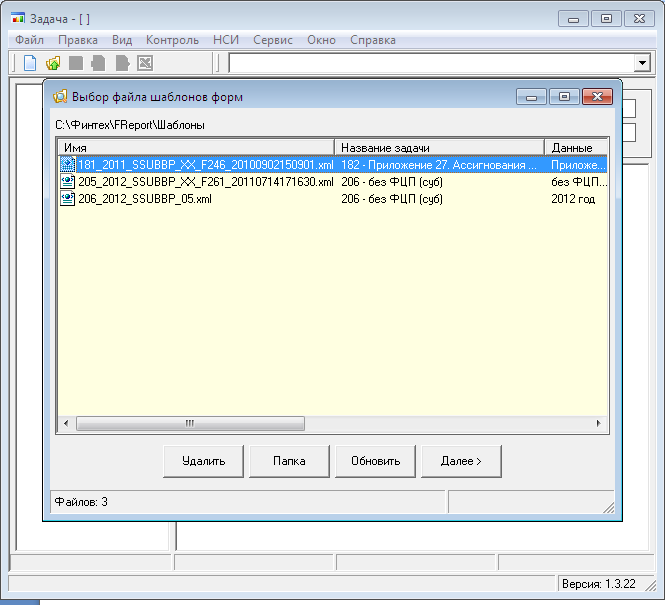 Задача - [ ]
Файл Правка Вид Контроль НСИ Сервис Окно Справка
Выбор файла шаблонов форм
C:\Финтех\FReport\Шаблоны
Имя Название задачи Данные
181_2011_SSUBBP_XX_F246_20100902150901.xml 182 - Приложение 27. Ассигнования ... Приложе...
205_2012_SSUBBP_XX_F261_20110714171630.xml 206 - без ФЦП (суб) без ФЦП...
206_2012_SSUBBP_05.xml 206 - без ФЦП (суб) 2012 год
Удалить Папка Обновить Далее >
Файлов: 3
Версия: 1.3.22